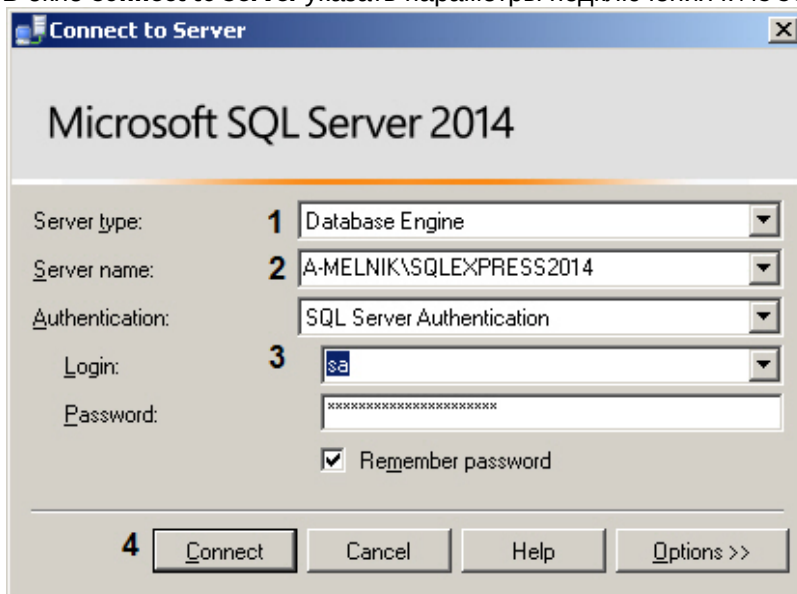 Connect to Server
Microsoft SQL Server 2014
Server type: 1 Database Engine
Server name: 2 A-MELNIK\SQLEXPRESS2014
Authentication: SQL Server Authentication
Login: 3 sa
Password: **********************
Remember password
4 Connect Cancel Help Options >>